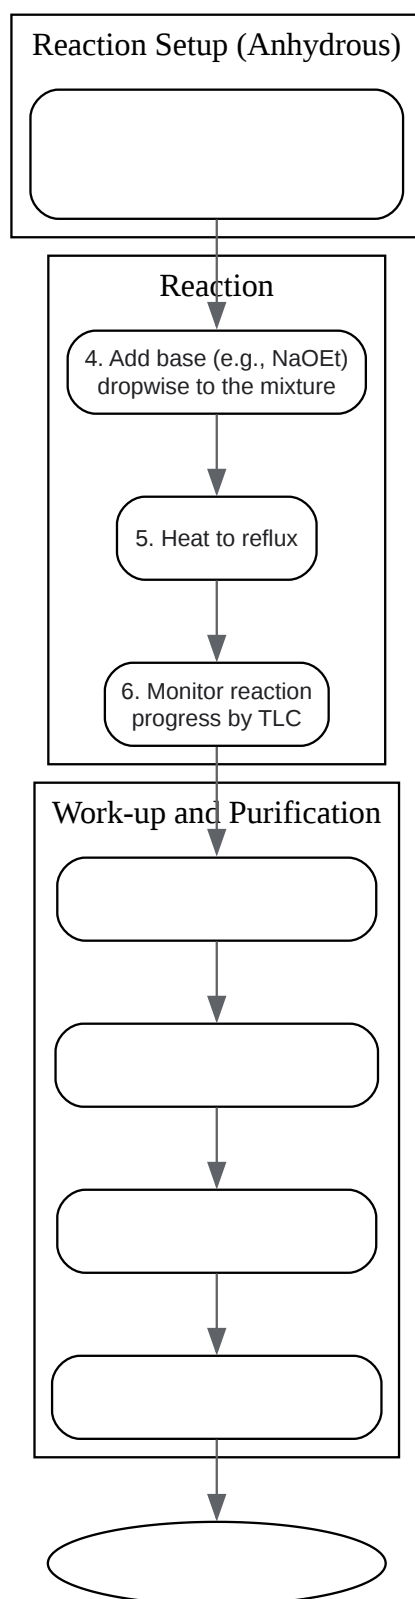 Reaction Setup (Anhydrous)
Reaction
4. Add base (e.g., NaOEt)
dropwise to the mixture
5. Heat to reflux
6. Monitor reaction
progress by TLC
Work-up and Purification